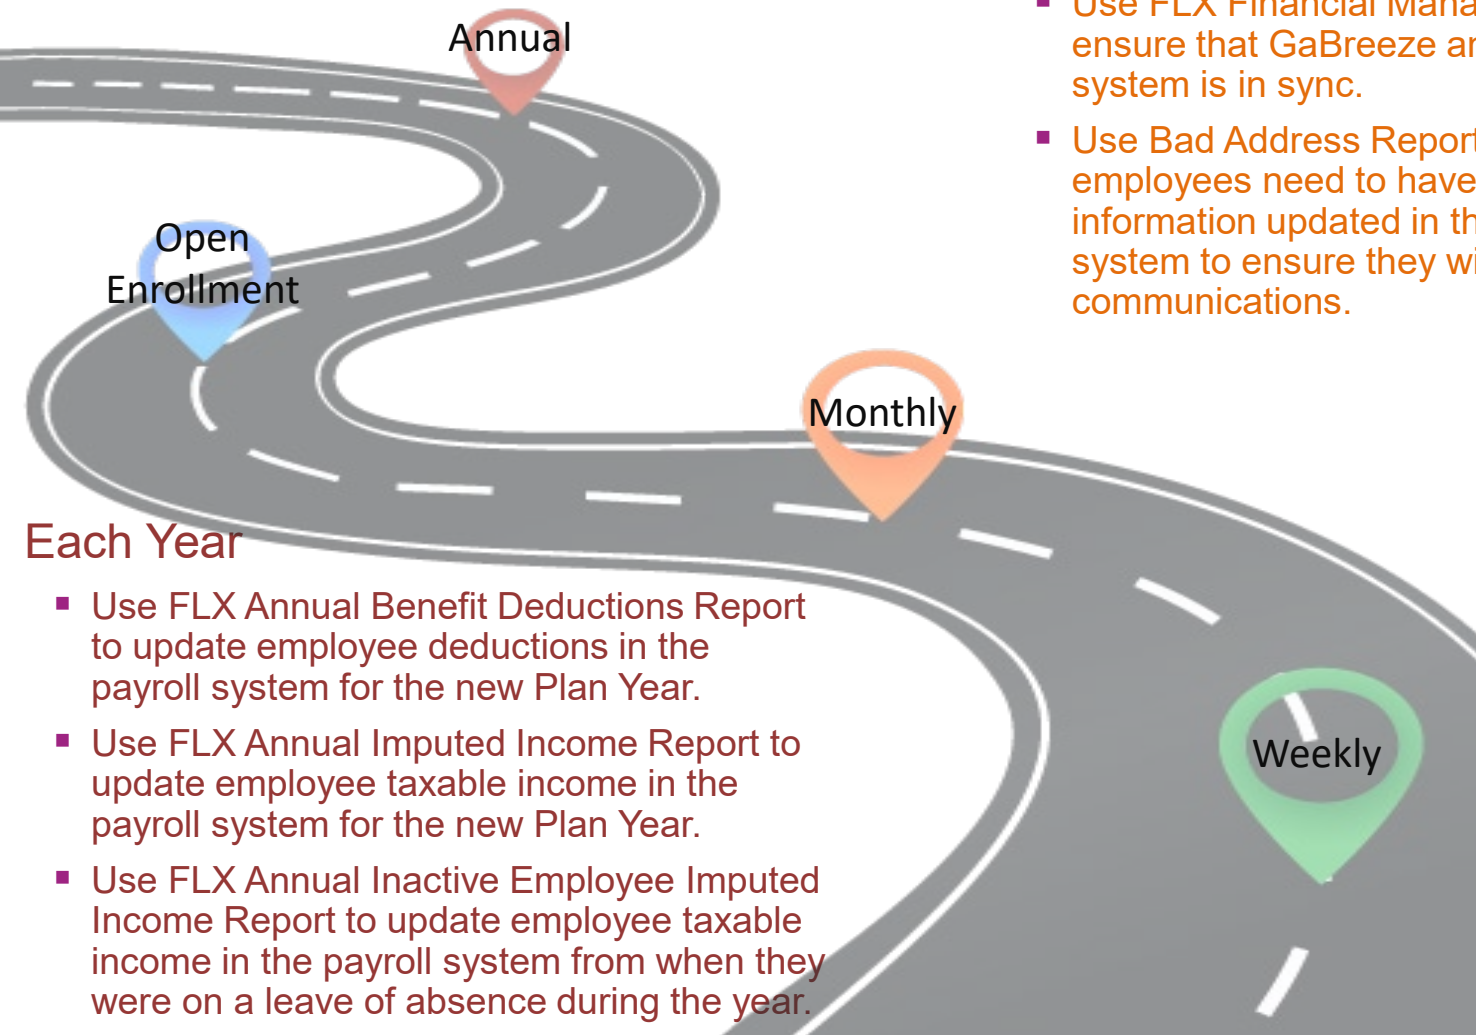 Annual
Open
Enrollment
Monthly
Weekly
Use FLX Financial
ensure that GaBreeze
system is in sync.
Use Bad Address Report
employees need to have
information updated in
system to ensure they
communications.
Each Year
Use FLX Annual Benefit Deductions Report
to update employee deductions in the
payroll system for the new Plan Year.
Use FLX Annual Imputed Income Report to
update employee taxable income in the
payroll system for the new Plan Year.
Use FLX Annual Inactive Employee Imputed
Income Report to update employee taxable
income in the payroll system from when they
were on a leave of absence during the year.